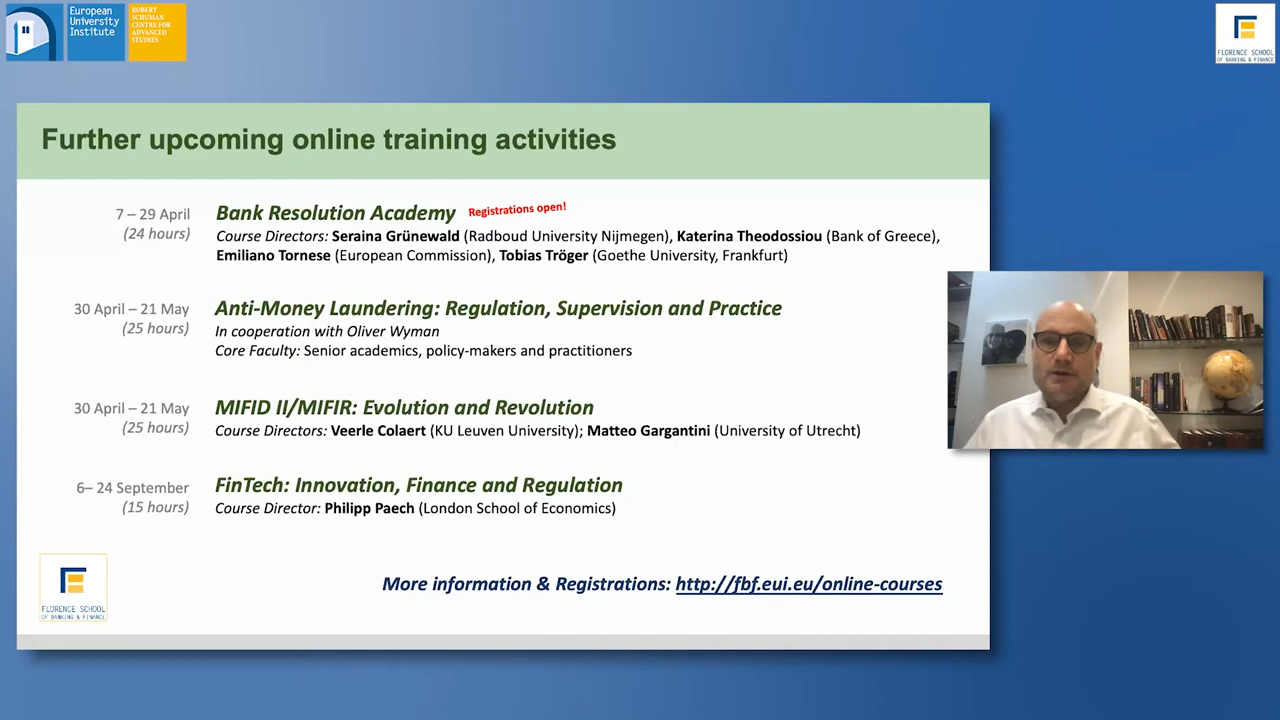 European
University
Institute
ROBERT
SCHUMAN
CENTRE FOR
ADVANCED
STUDIES
FLORENCE SCHOOL
OF BANKING & FINANCE
Further upcoming online training activities
7 – 29 April
(24 hours)
Bank Resolution Academy Registrations open!
Course Directors: Seraina Grünewald (Radboud University Nijmegen), Katerina Theodossiou (Bank of Greece),
Emiliano Tornese (European Commission), Tobias Tröger (Goethe University, Frankfurt)
30 April – 21 May
(25 hours)
Anti-Money Laundering: Regulation, Supervision and Practice
In cooperation with Oliver Wyman
Core Faculty: Senior academics, policy-makers and practitioners
30 April – 21 May
(25 hours)
MIFID II/MIFIR: Evolution and Revolution
Course Directors: Veerle Colaert (KU Leuven University); Matteo Gargantini (University of Utrecht)
6– 24 September
(15 hours)
FinTech: Innovation, Finance and Regulation
Course Director: Philipp Paech (London School of Economics)
FLORENCE SCHOOL
OF BANKING & FINANCE
More information & Registrations: http://fbf.eui.eu/online-courses